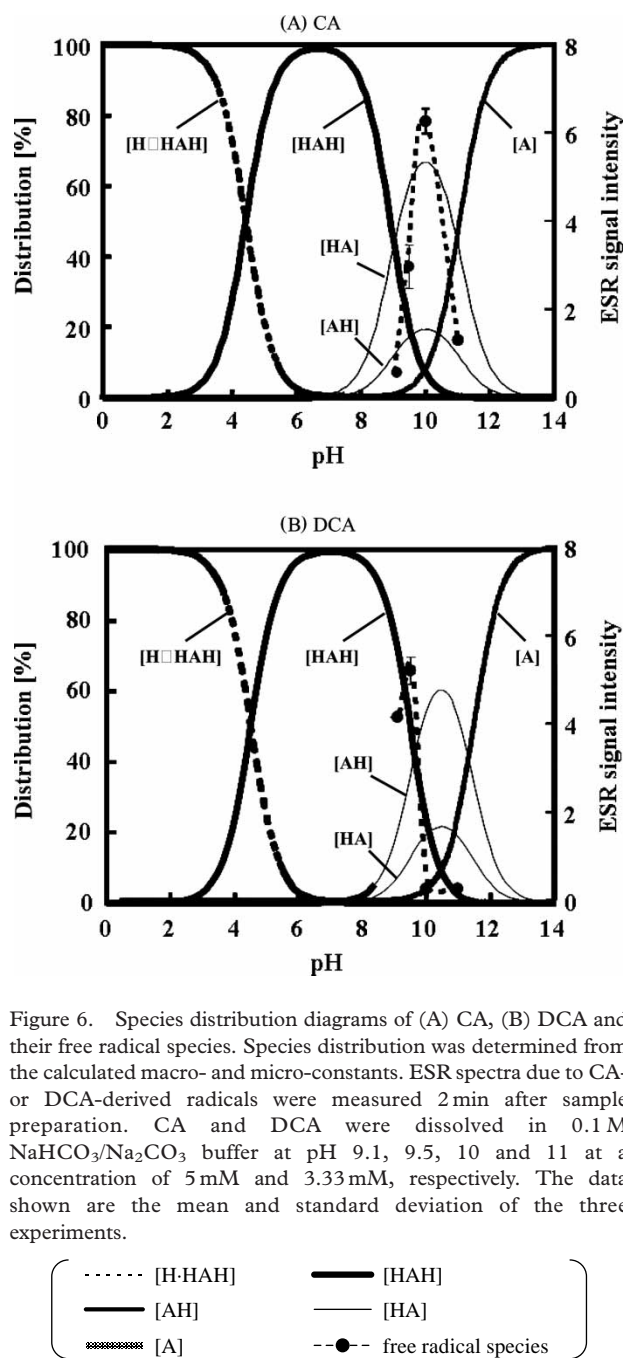 (A) CA
100
80
60
40
20
0
Distribution [%]
8
6
4
2
0
ESR signal intensity
[H□HAH]
[HAH]
[A]
[HA]
[AH]
0 2 4 6 8 10 12 14
pH
(B) DCA
100
80
60
40
20
0
Distribution [%]
8
6
4
2
0
ESR signal intensity
[H□HAH]
[HAH]
[A]
[AH]
[HA]
0 2 4 6 8 10 12 14
pH
Figure 6. Species distribution diagrams of (A) CA, (B) DCA and
their free radical species. Species distribution was determined from
the calculated macro- and micro-constants. ESR spectra due to CA-
or DCA-derived radicals were measured 2 min after sample
preparation. CA and DCA were dissolved in 0.1 M
NaHCO₃/Na₂CO₃ buffer at pH 9.1, 9.5, 10 and 11 at a
concentration of 5 mM and 3.33 mM, respectively. The data
shown are the mean and standard deviation of the three
experiments.
[H·HAH] [HAH]
[AH] [HA]
[A] free radical species